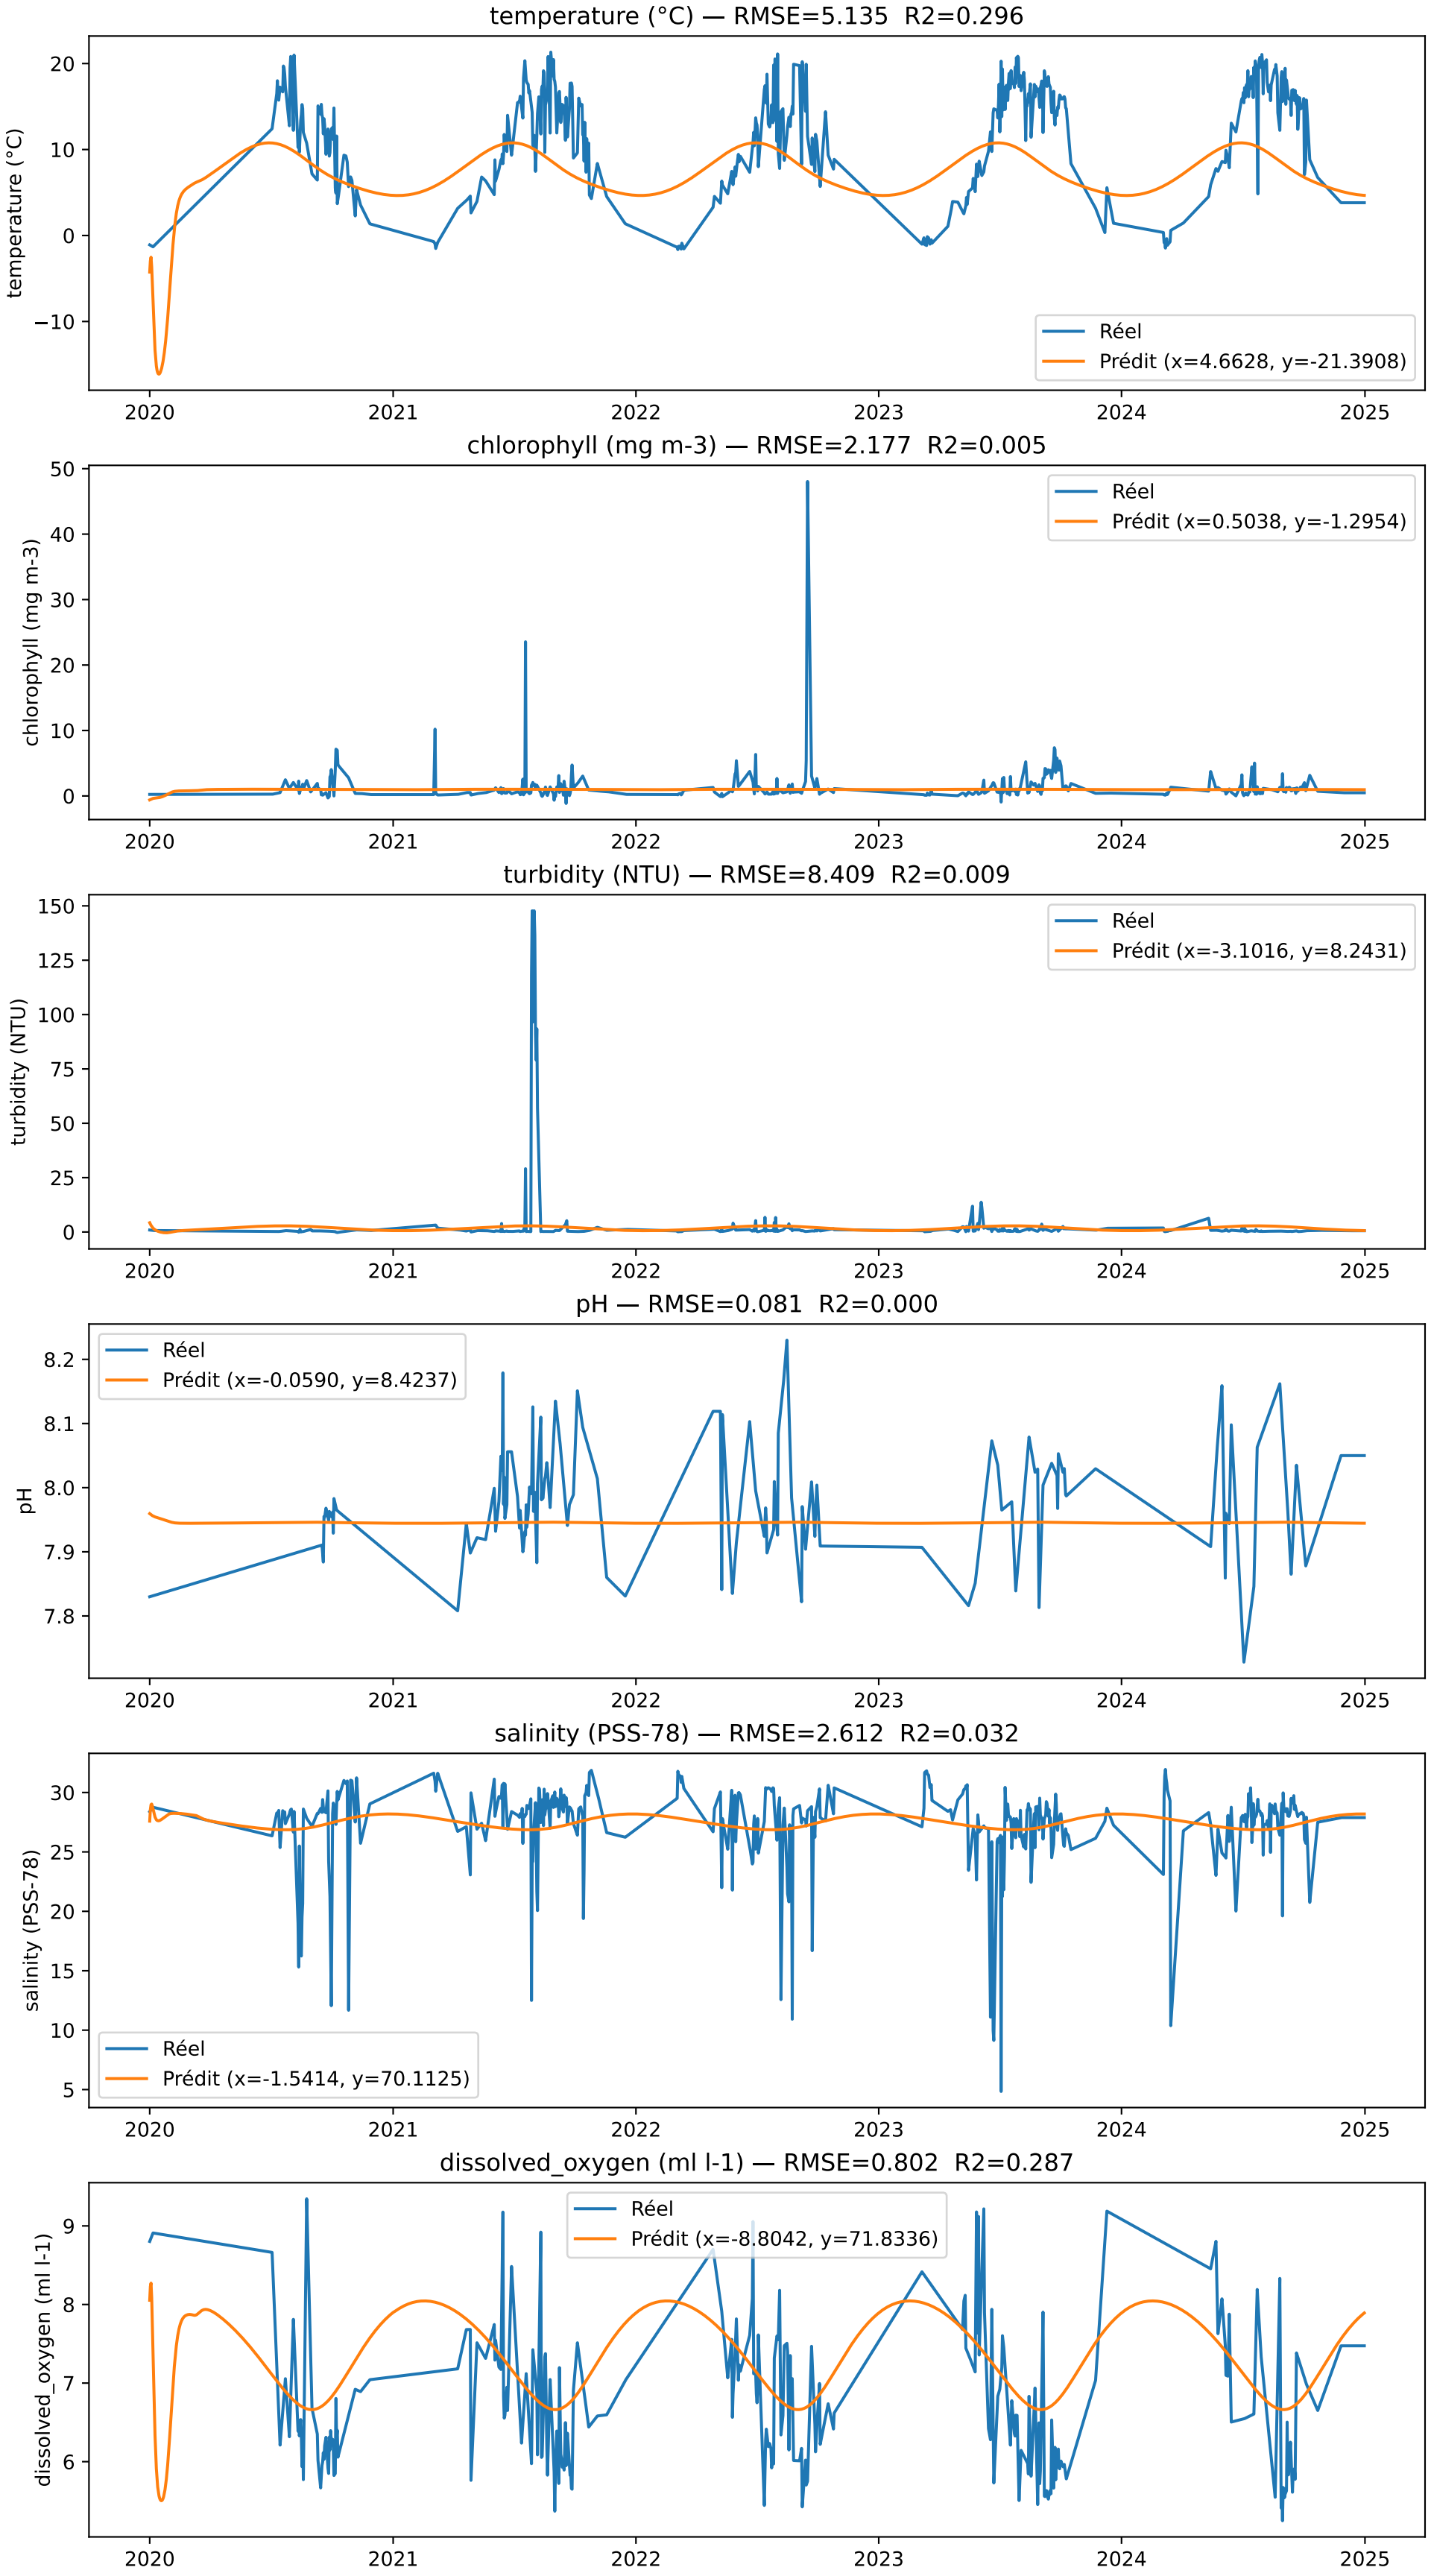 temperature (°C) — RMSE=5.135 R2=0.296
temperature (°C)
20
10
0
−10
Réel
Prédit (x=4.6628, y=-21.3908)
2020 2021 2022 2023 2024 2025
chlorophyll (mg m-3) — RMSE=2.177 R2=0.005
chlorophyll (mg m-3)
50
40
30
20
10
0
Réel
Prédit (x=0.5038, y=-1.2954)
2020 2021 2022 2023 2024 2025
turbidity (NTU) — RMSE=8.409 R2=0.009
turbidity (NTU)
150
125
100
75
50
25
0
Réel
Prédit (x=-3.1016, y=8.2431)
2020 2021 2022 2023 2024 2025
pH — RMSE=0.081 R2=0.000
pH
8.2
8.1
8.0
7.9
7.8
Réel
Prédit (x=-0.0590, y=8.4237)
2020 2021 2022 2023 2024 2025
salinity (PSS-78) — RMSE=2.612 R2=0.032
salinity (PSS-78)
30
25
20
15
10
5
Réel
Prédit (x=-1.5414, y=70.1125)
2020 2021 2022 2023 2024 2025
dissolved_oxygen (ml l-1) — RMSE=0.802 R2=0.287
dissolved_oxygen (ml l-1)
9
8
7
6
Réel
Prédit (x=-8.8042, y=71.8336)
2020 2021 2022 2023 2024 2025